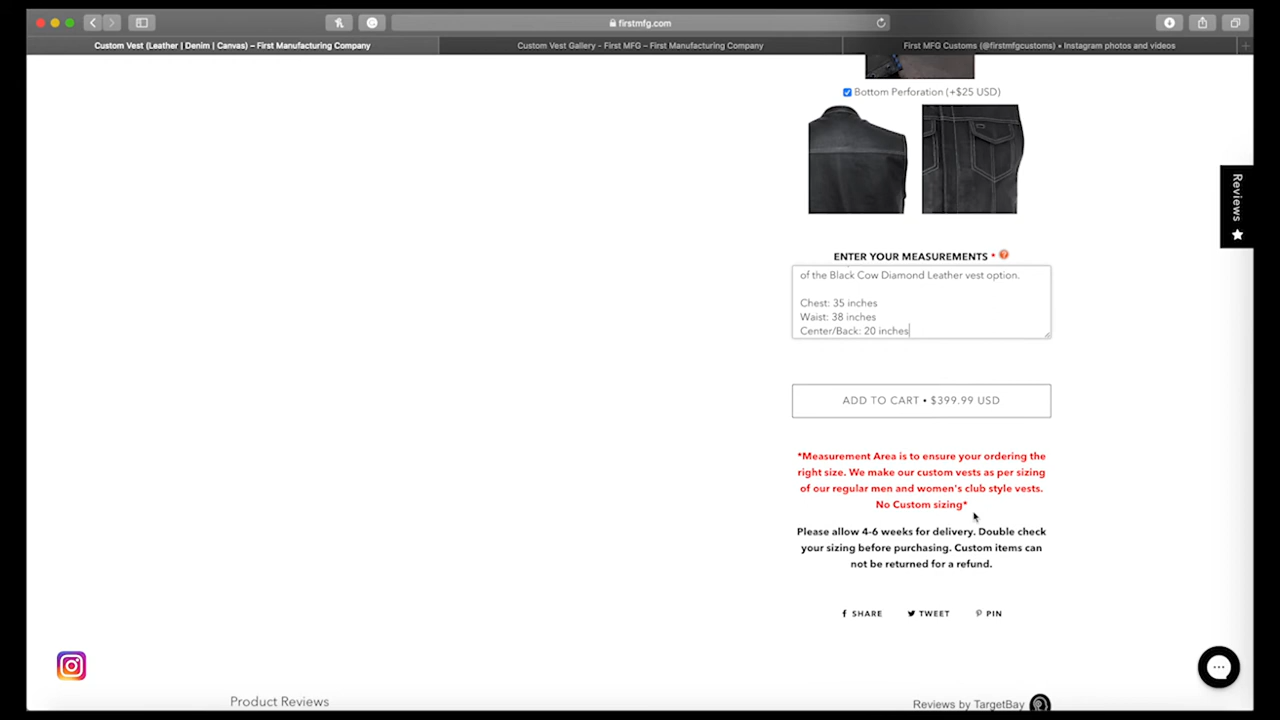 firstmfg.com
Custom Vest (Leather | Denim | Canvas) – First Manufacturing Company
Custom Vest Gallery - First MFG – First Manufacturing Company
First MFG Customs (@firstmfgcustoms) • Instagram photos and videos
Bottom Perforation (+$25 USD)
Reviews
ENTER YOUR MEASUREMENTS *
of the Black Cow Diamond Leather vest option.
Chest: 35 inches
Waist: 38 inches
Center/Back: 20 inches
ADD TO CART • $399.99 USD
*Measurement Area is to ensure your ordering the
right size. We make our custom vests as per sizing
of our regular men and women's club style vests.
No Custom sizing*
Please allow 4-6 weeks for delivery. Double check
your sizing before purchasing. Custom items can
not be returned for a refund.
SHARE
TWEET
PIN
Product Reviews
Reviews by TargetBay